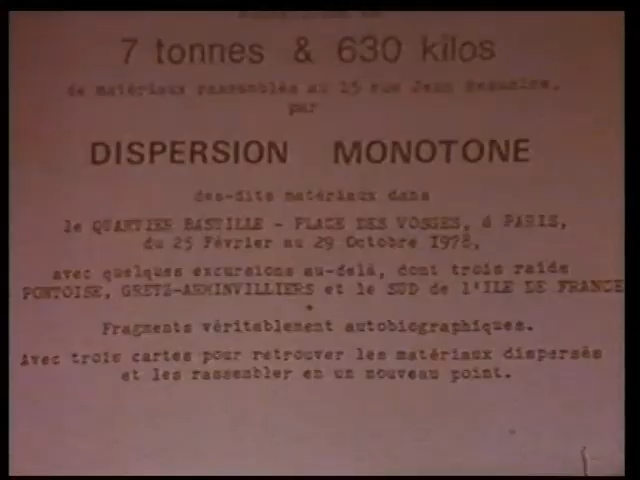 7 tonnes & 630 kilos
de matériaux rassemblés au 15 rue Jean Beausire,
par
DISPERSION MONOTONE
des-dits matériaux dans
le QUARTIER BASTILLE - PLACE DES VOSGES, à PARIS,
du 25 Février au 29 Octobre 1978,
avec quelques excursions au-delà, dont trois raids
PONTOISE, GRETZ-ARMINVILLIERS et le SUD de l'ILE DE FRANCE
*
Fragments véritablement autobiographiques.
Avec trois cartes pour retrouver les matériaux dispersés
et les rassembler en un nouveau point.